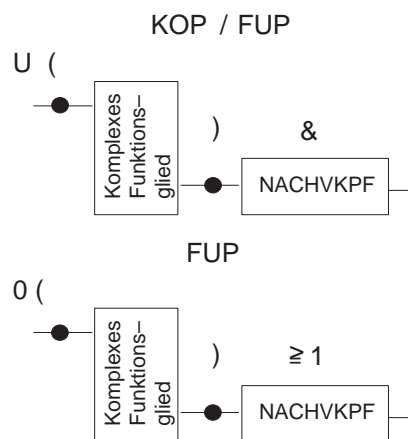 KOP / FUP
U (
Komplexes
Funktions–
glied
)
&
NACHVKPF
FUP
0 (
Komplexes
Funktions–
glied
)
≧ 1
NACHVKPF